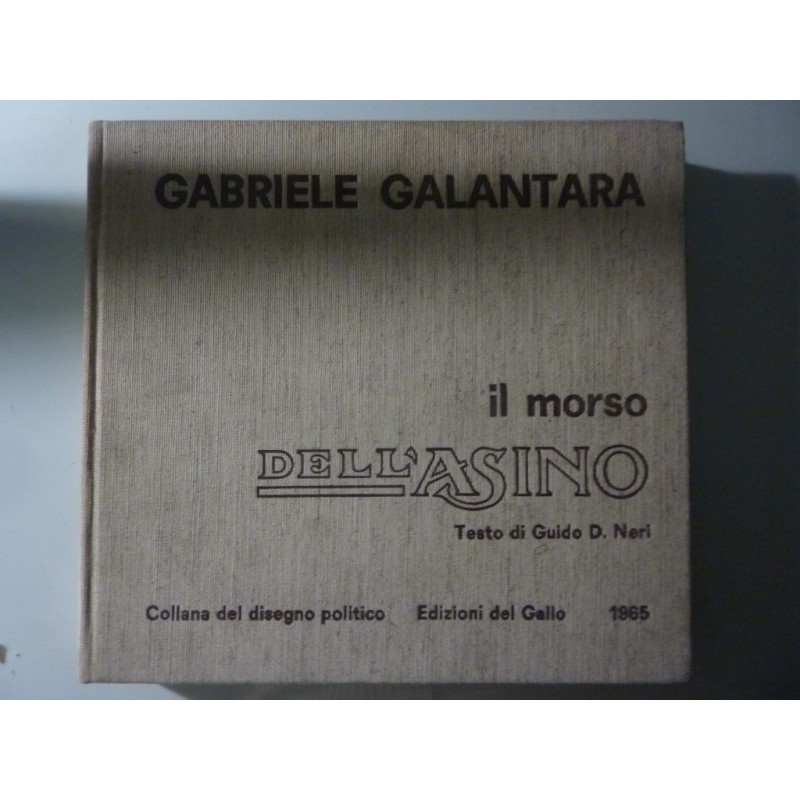 GABRIELE GALANTARA
il morso
DELL'ASINO
Testo di Guido D. Neri
Collana del disegno politico Edizioni del Gallo 1965